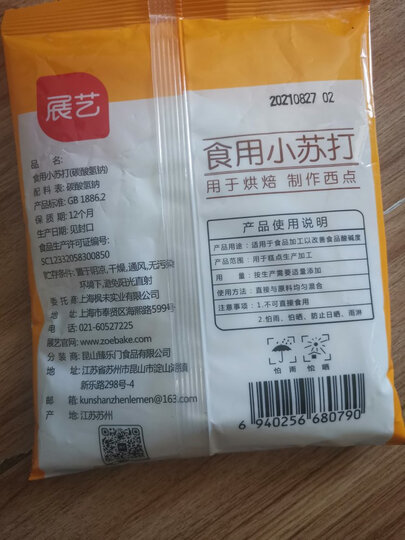 展艺
20210827 02
品 名:
食用小苏打(碳酸氢钠)
配 料 表: 碳酸氢钠
产品标准: GB 1886.2
保 质 期: 12个月
生产日期: 见封口
食品生产许可证编号:
SC12332058300850
贮存条件: 置于阴凉,干燥,通风,无污染
环境下,避免阳光直射
委 托 商: 上海枫未实业有限公司
地 址: 上海市奉贤区海熙路599号
电 话: 021-60527225
展艺官网: www.zoebake.com
分 装 商: 昆山臻乐门食品有限公司
地 址: 江苏省苏州市昆山市淀山湖镇
新乐路298号-4
邮 箱: kunshanzhenlemen@163.com
产 地: 江苏苏州
食用小苏打
用于烘焙 制作西点
产品使用说明
产品用途: 适用于食品加工以改善食品酸碱度
产品范围: 用于糕点生产加工
用 量: 按生产需要适量添加
使用方法: 直接与原料均匀混合
注意事项: 1.不可直接食用
2.怕雨、怕晒、防止日晒、雨淋
怕雨 怕晒
6 940256 680790